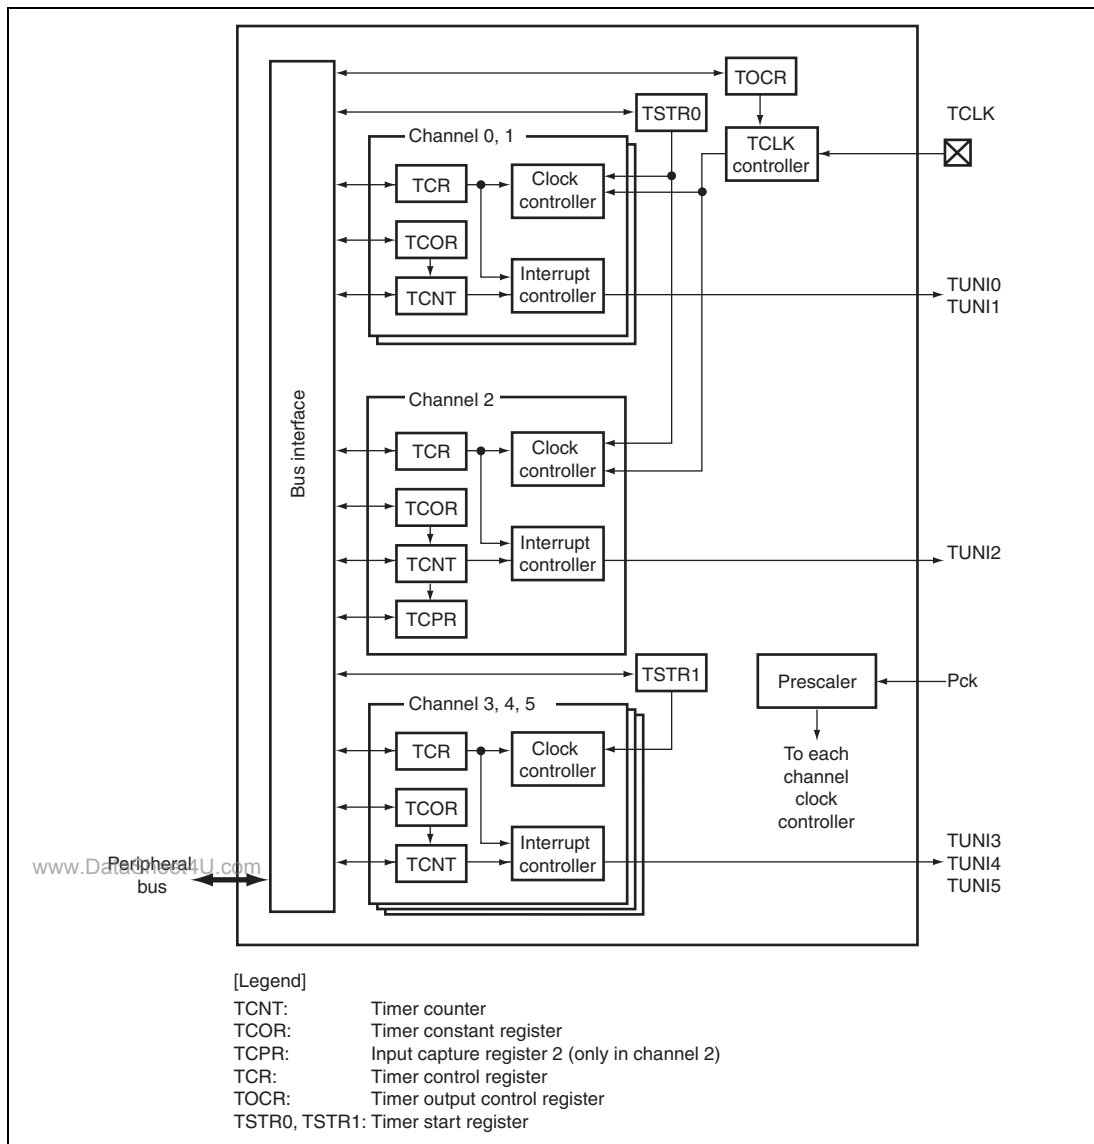 TOCR
TSTR0
TCLK
Channel 0, 1
TCLK
controller
TCR
Clock
controller
TCOR
TCNT
Interrupt
controller
TUNI0
TUNI1
Bus interface
Channel 2
TCR
Clock
controller
TCOR
TCNT
Interrupt
controller
TUNI2
TCPR
TSTR1
Prescaler
Pck
Channel 3, 4, 5
TCR
Clock
controller
To each
channel
clock
controller
TCOR
TCNT
Interrupt
controller
TUNI3
TUNI4
TUNI5
www.DataSheet4U.com
Peripheral
bus
[Legend]
TCNT: Timer counter
TCOR: Timer constant register
TCPR: Input capture register 2 (only in channel 2)
TCR: Timer control register
TOCR: Timer output control register
TSTR0, TSTR1: Timer start register